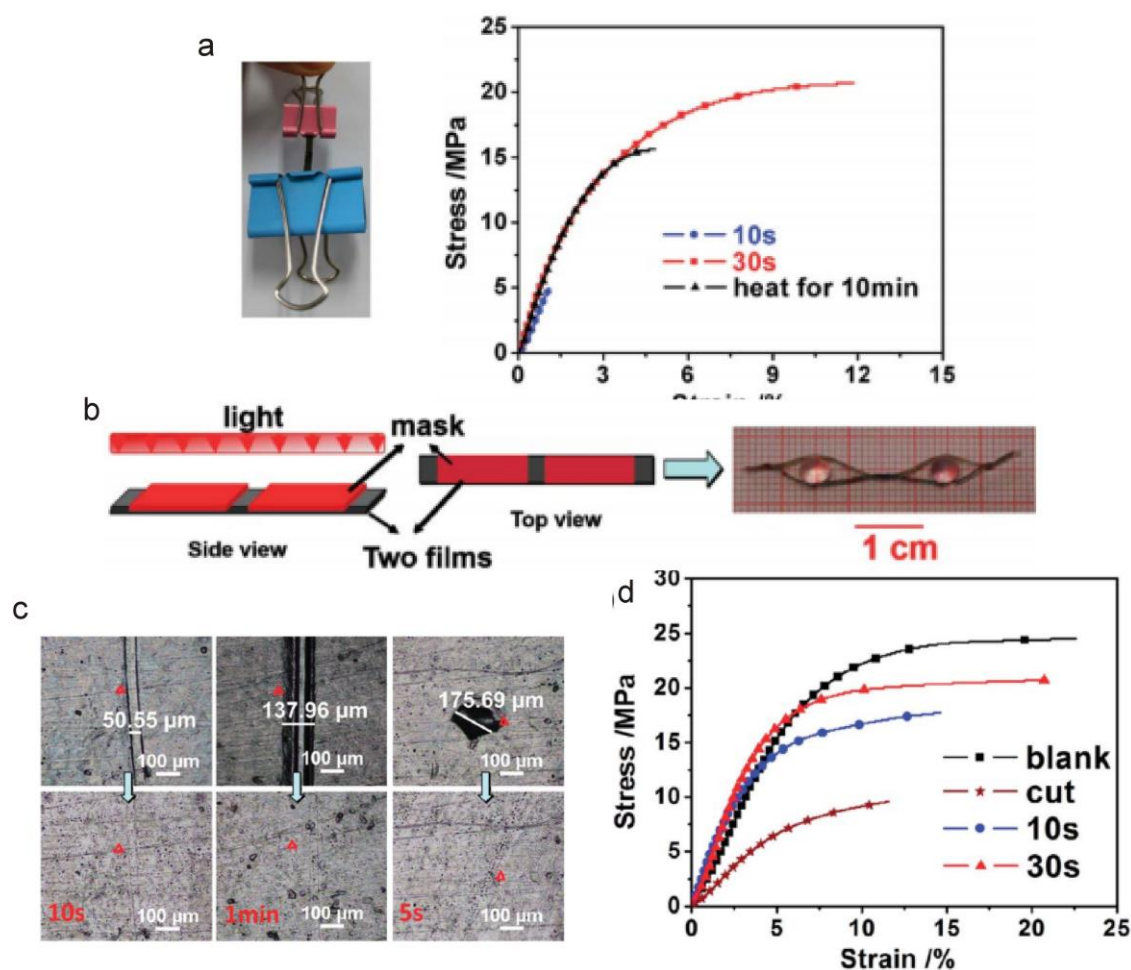 a
Stress /MPa
25
20
15
10
5
0
10s
30s
heat for 10min
0 3 6 9 12 15
Strain /%
b
light
mask
Side view
Top view
Two films
1 cm
c
50.55 µm
137.96 µm
175.69 µm
100 µm
100 µm
100 µm
10s
1min
5s
100 µm
100 µm
100 µm
d
Stress /MPa
30
25
20
15
10
5
0
blank
cut
10s
30s
0 5 10 15 20 25
Strain /%